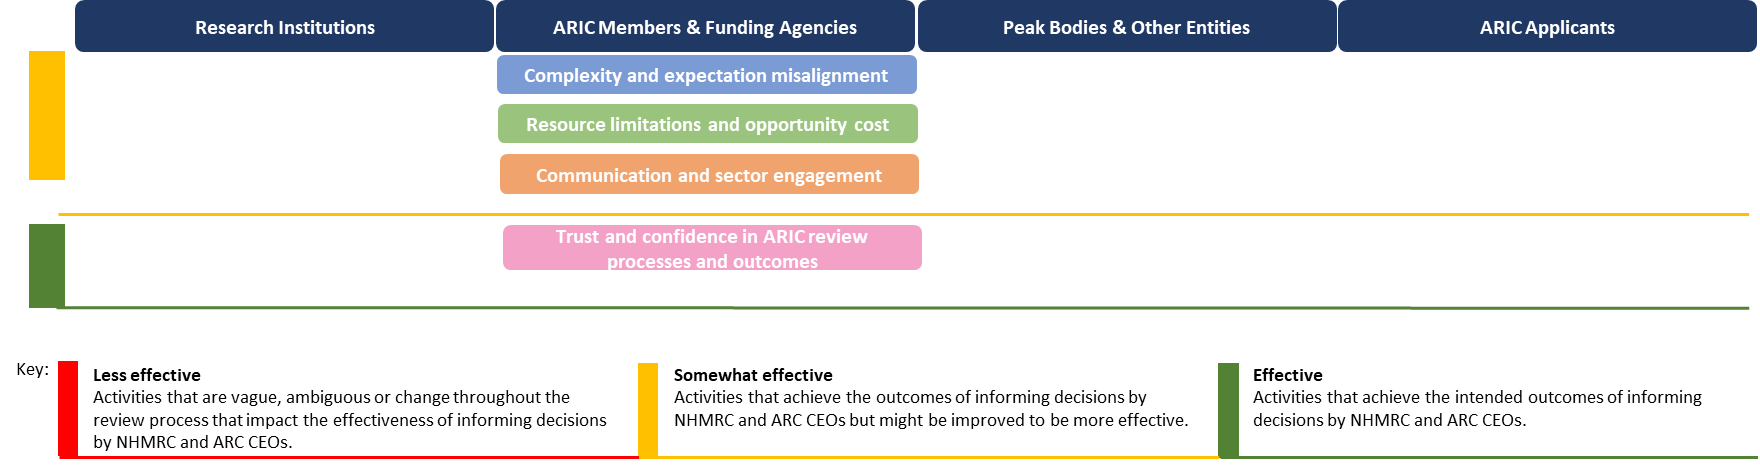 Research Institutions
ARIC Members & Funding Agencies
Peak Bodies & Other Entities
ARIC Applicants
Complexity and expectation misalignment
Resource limitations and opportunity cost
Communication and sector engagement
Trust and confidence in ARIC review
processes and outcomes
Key:
Less effective
Activities that are vague, ambiguous or change throughout the
review process that impact the effectiveness of informing decisions
by NHMRC and ARC CEOs.
Somewhat effective
Activities that achieve the outcomes of informing decisions by
NHMRC and ARC CEOs but might be improved to be more effective.
Effective
Activities that achieve the intended outcomes of informing
decisions by NHMRC and ARC CEOs.